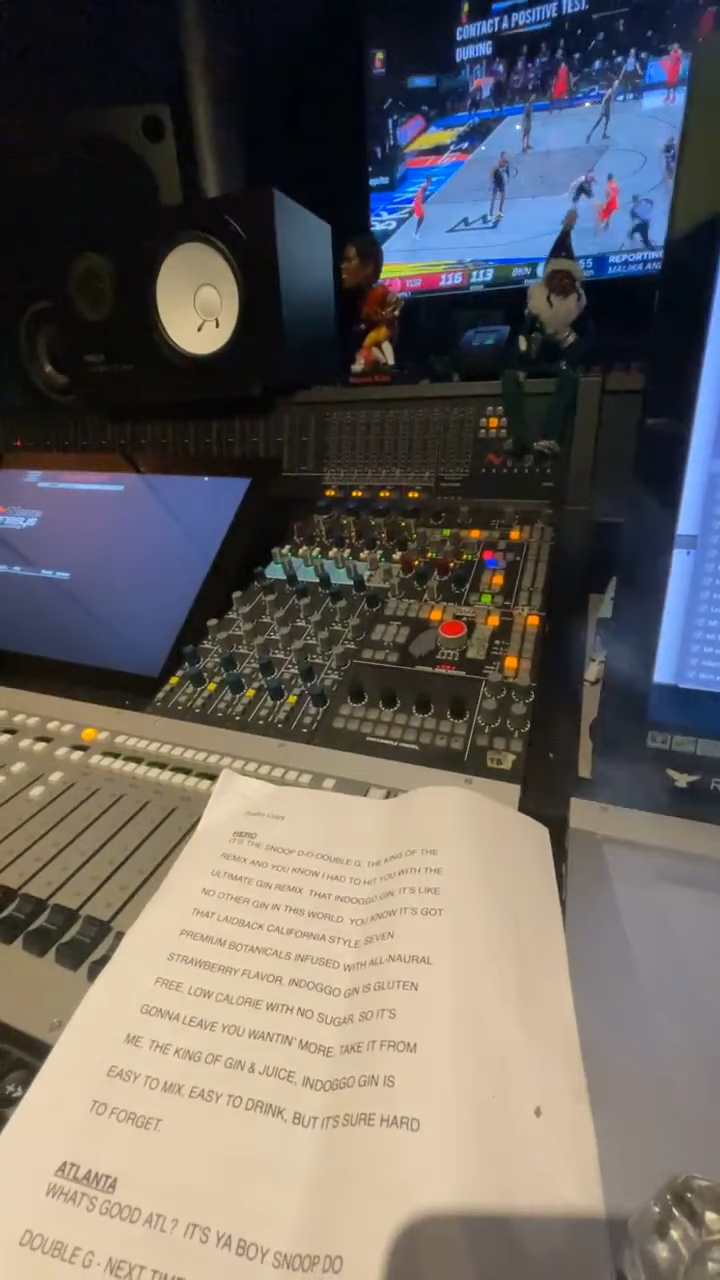 CONTACT A POSITIVE TEST.
DURING
TOR 116 113 BKN
REPORTING
MALIKA AN
Radio Copy
HERO
IT'S THE SNOOP D-O-DOUBLE G, THE KING OF THE
REMIX AND YOU KNOW I HAD TO HIT YOU WITH THE
ULTIMATE GIN REMIX. THAT INDOGGO GIN. IT'S LIKE
NO OTHER GIN IN THIS WORLD. YOU KNOW IT'S GOT
THAT LAIDBACK CALIFORNIA STYLE. SEVEN
PREMIUM BOTANICALS INFUSED WITH ALL-NAURAL
STRAWBERRY FLAVOR, INDOGGO GIN IS GLUTEN
FREE, LOW CALORIE WITH NO SUGAR, SO IT'S
GONNA LEAVE YOU WANTIN' MORE. TAKE IT FROM
ME, THE KING OF GIN & JUICE, INDOGGO GIN IS
EASY TO MIX, EASY TO DRINK, BUT IT'S SURE HARD
TO FORGET.
ATLANTA
WHAT'S GOOD ATL? IT'S YA BOY SNOOP DO
DOUBLE G - NEXT TIME